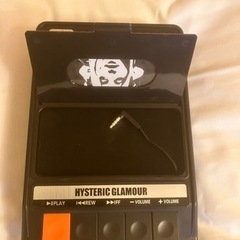 HYSTERIC GLAMOUR
▶PLAY ◀◀REW ▶▶FF −VOLUME +VOLUME